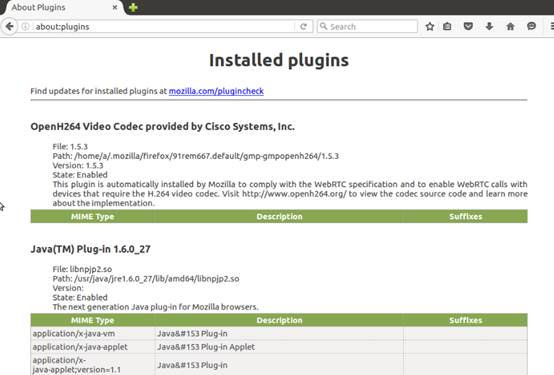 About Plugins
about:plugins
Search
Installed plugins
Find updates for installed plugins at mozilla.com/plugincheck
OpenH264 Video Codec provided by Cisco Systems, Inc.
File: 1.5.3
Path: /home/a/.mozilla/firefox/91rem667.default/gmp-gmpopenh264/1.5.3
Version: 1.5.3
State: Enabled
This plugin is automatically installed by Mozilla to comply with the WebRTC specification and to enable WebRTC calls with
devices that require the H.264 video codec. Visit http://www.openh264.org/ to view the codec source code and learn more
about the implementation.
MIME Type Description Suffixes
Java(TM) Plug-in 1.6.0_27
File: libnpjp2.so
Path: /usr/java/jre1.6.0_27/lib/amd64/libnpjp2.so
Version:
State: Enabled
The next generation Java plug-in for Mozilla browsers.
MIME Type Description Suffixes
application/x-java-vm Java&#153 Plug-in
application/x-java-applet Java&#153 Plug-in Applet
application/x-
java-applet;version=1.1 Java&#153 Plug-in